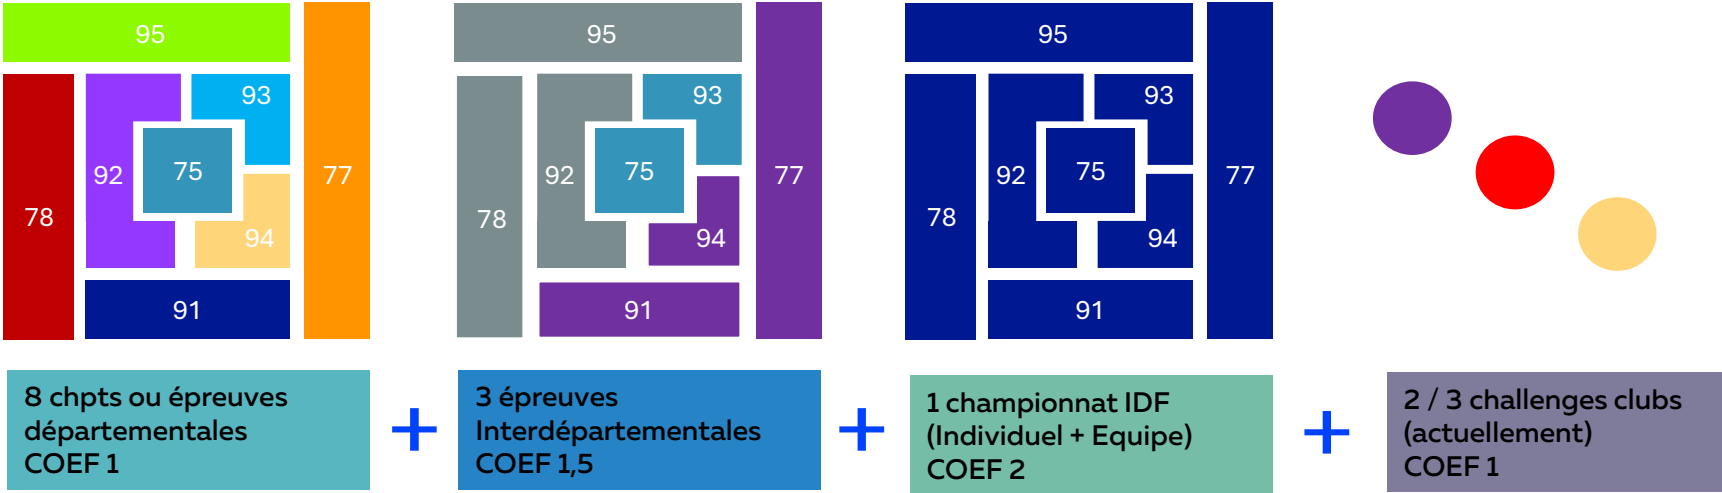 95
93
92
75
77
78
94
91
95
93
92
75
77
78
94
91
95
93
92
75
77
78
94
91
8 chpts ou épreuves
départementales
COEF 1
+
3 épreuves
Interdépartementales
COEF 1,5
+
1 championnat IDF
(Individuel + Equipe)
COEF 2
+
2 / 3 challenges clubs
(actuellement)
COEF 1